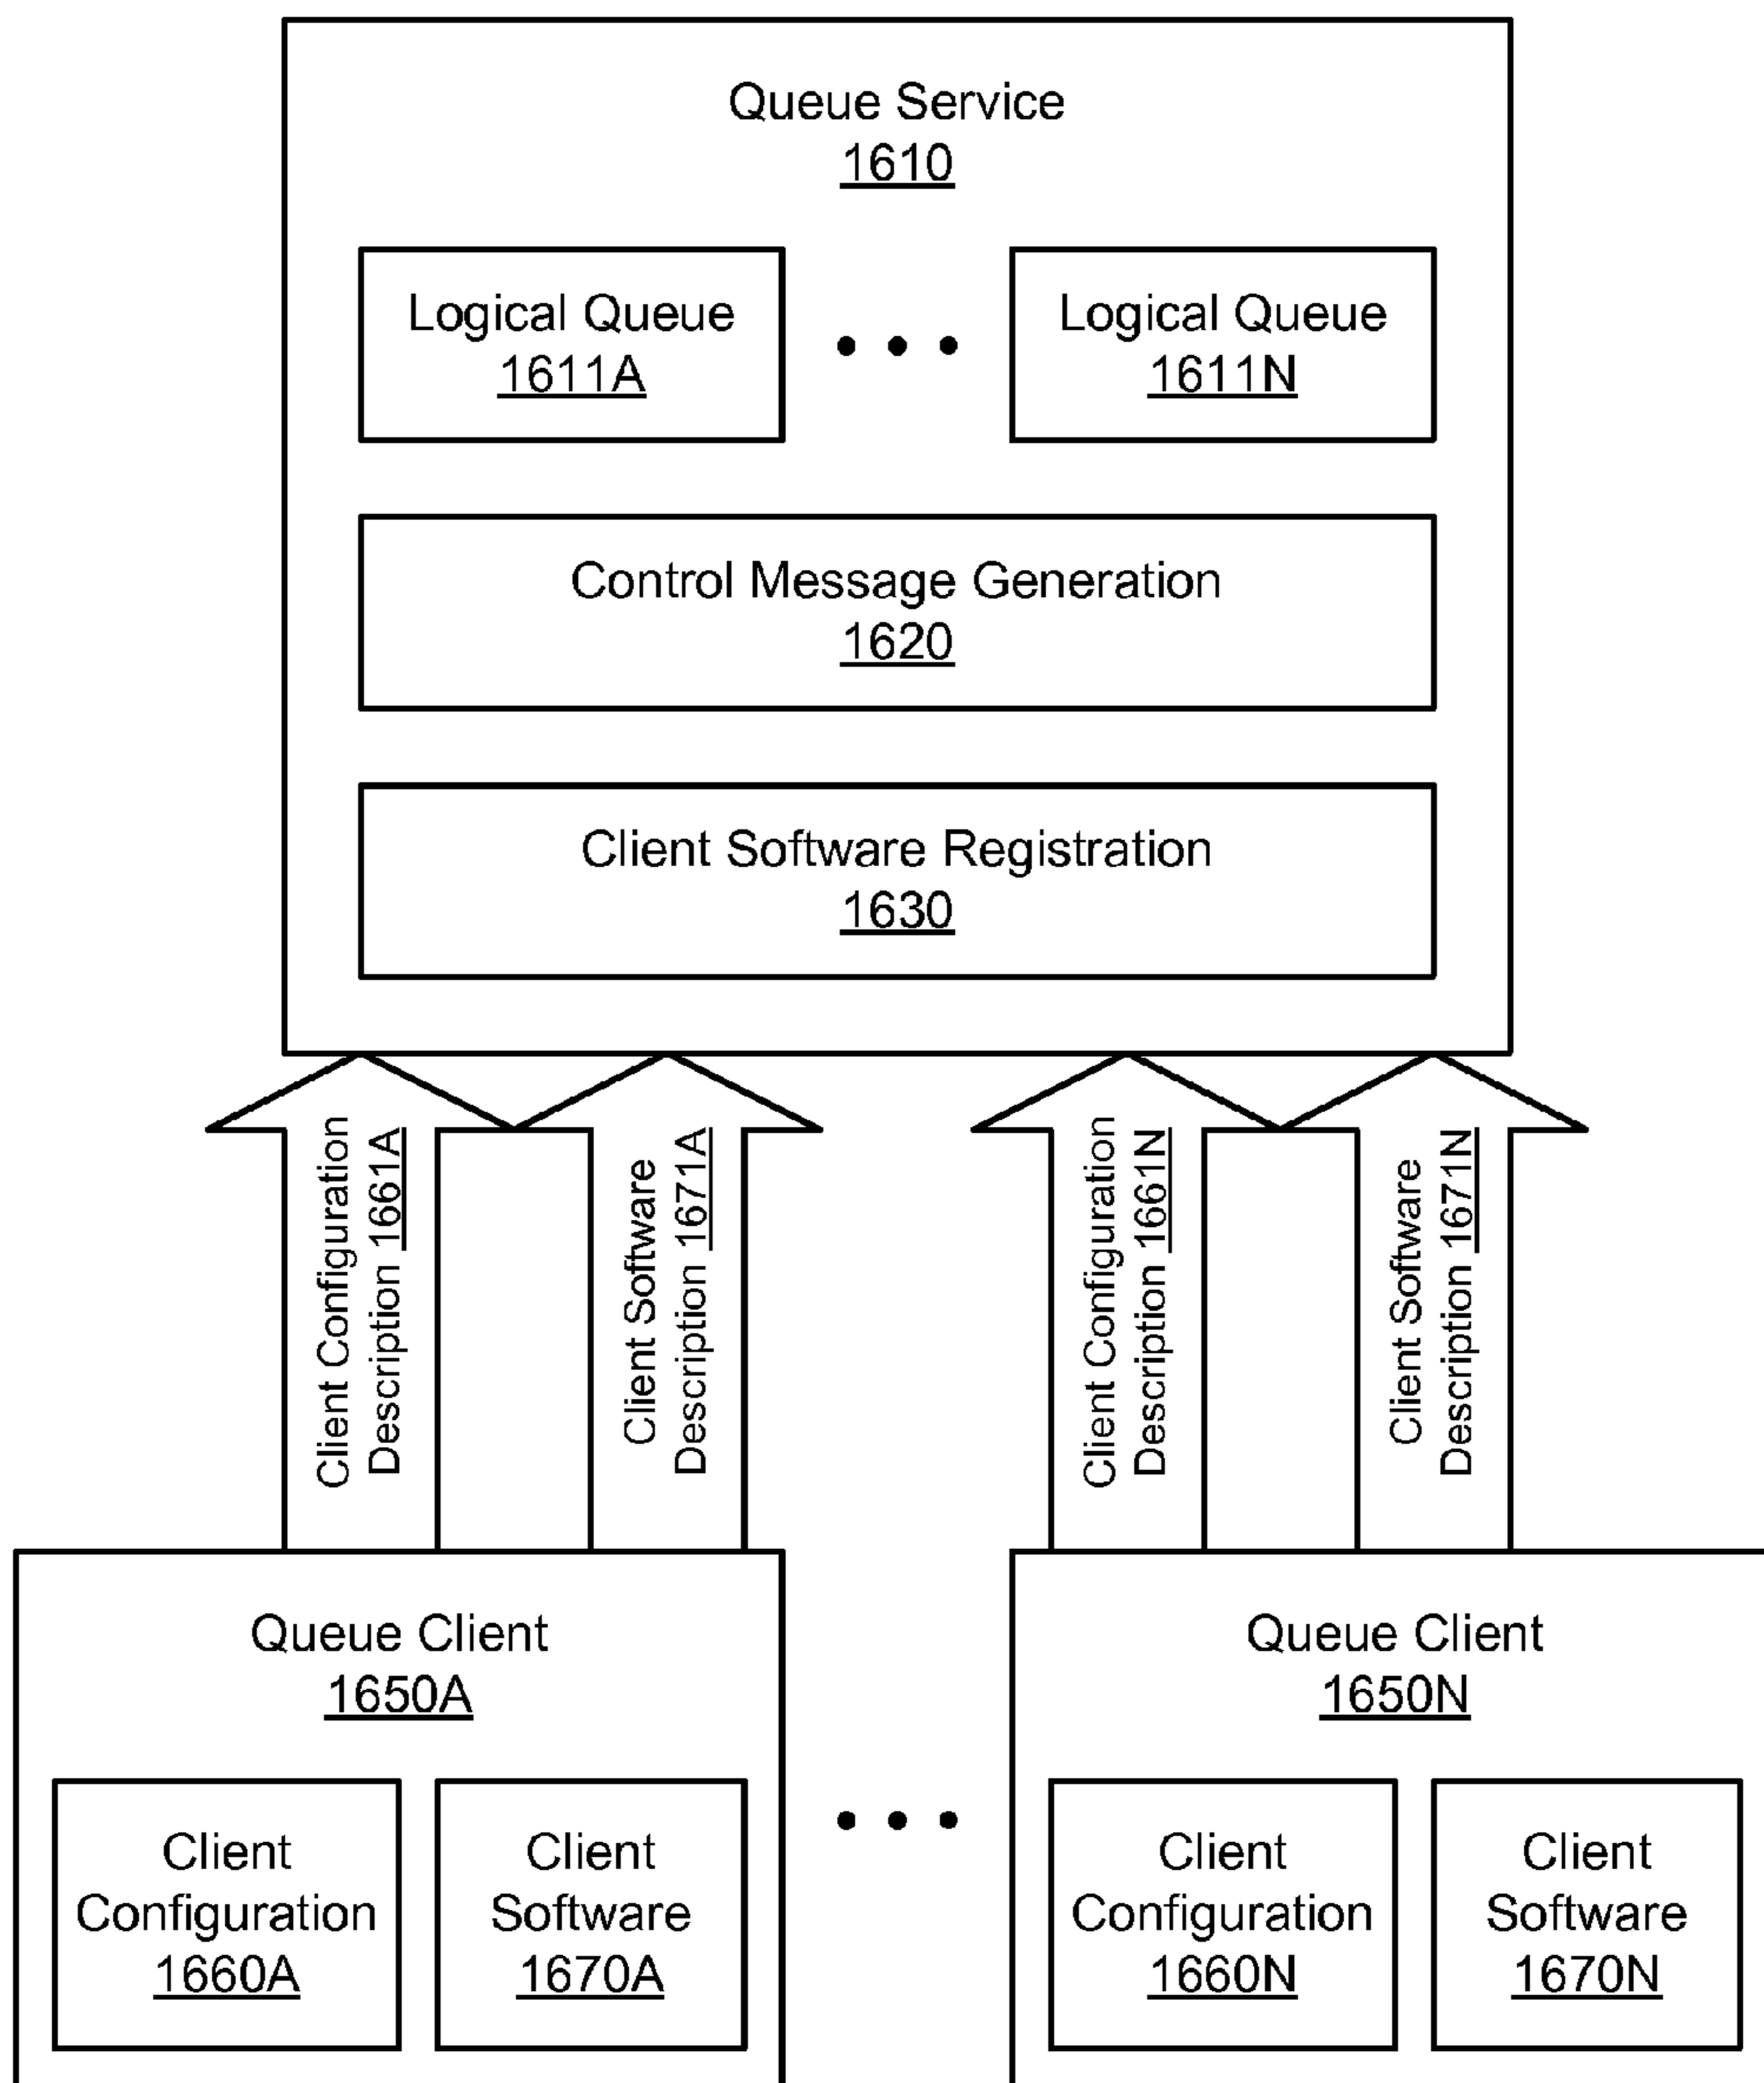 Queue Service
1610
Logical Queue
1611A
Logical Queue
1611N
Control Message Generation
1620
Client Software Registration
1630
Client Configuration
Description 1661A
Client Software
Description 1671A
Client Configuration
Description 1661N
Client Software
Description 1671N
Queue Client
1650A
Client
Configuration
1660A
Client
Software
1670A
Queue Client
1650N
Client
Configuration
1660N
Client
Software
1670N